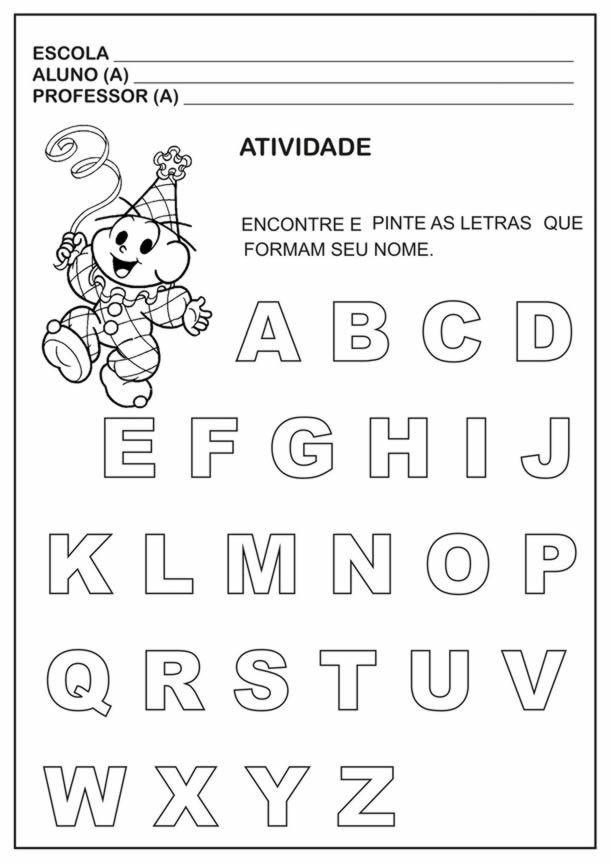 ESCOLA
ALUNO (A)
PROFESSOR (A)
ATIVIDADE
ENCONTRE E PINTE AS LETRAS QUE
FORMAM SEU NOME.
A B C D
E F G H I J
K L M N O P
Q R S T U V
W X Y Z